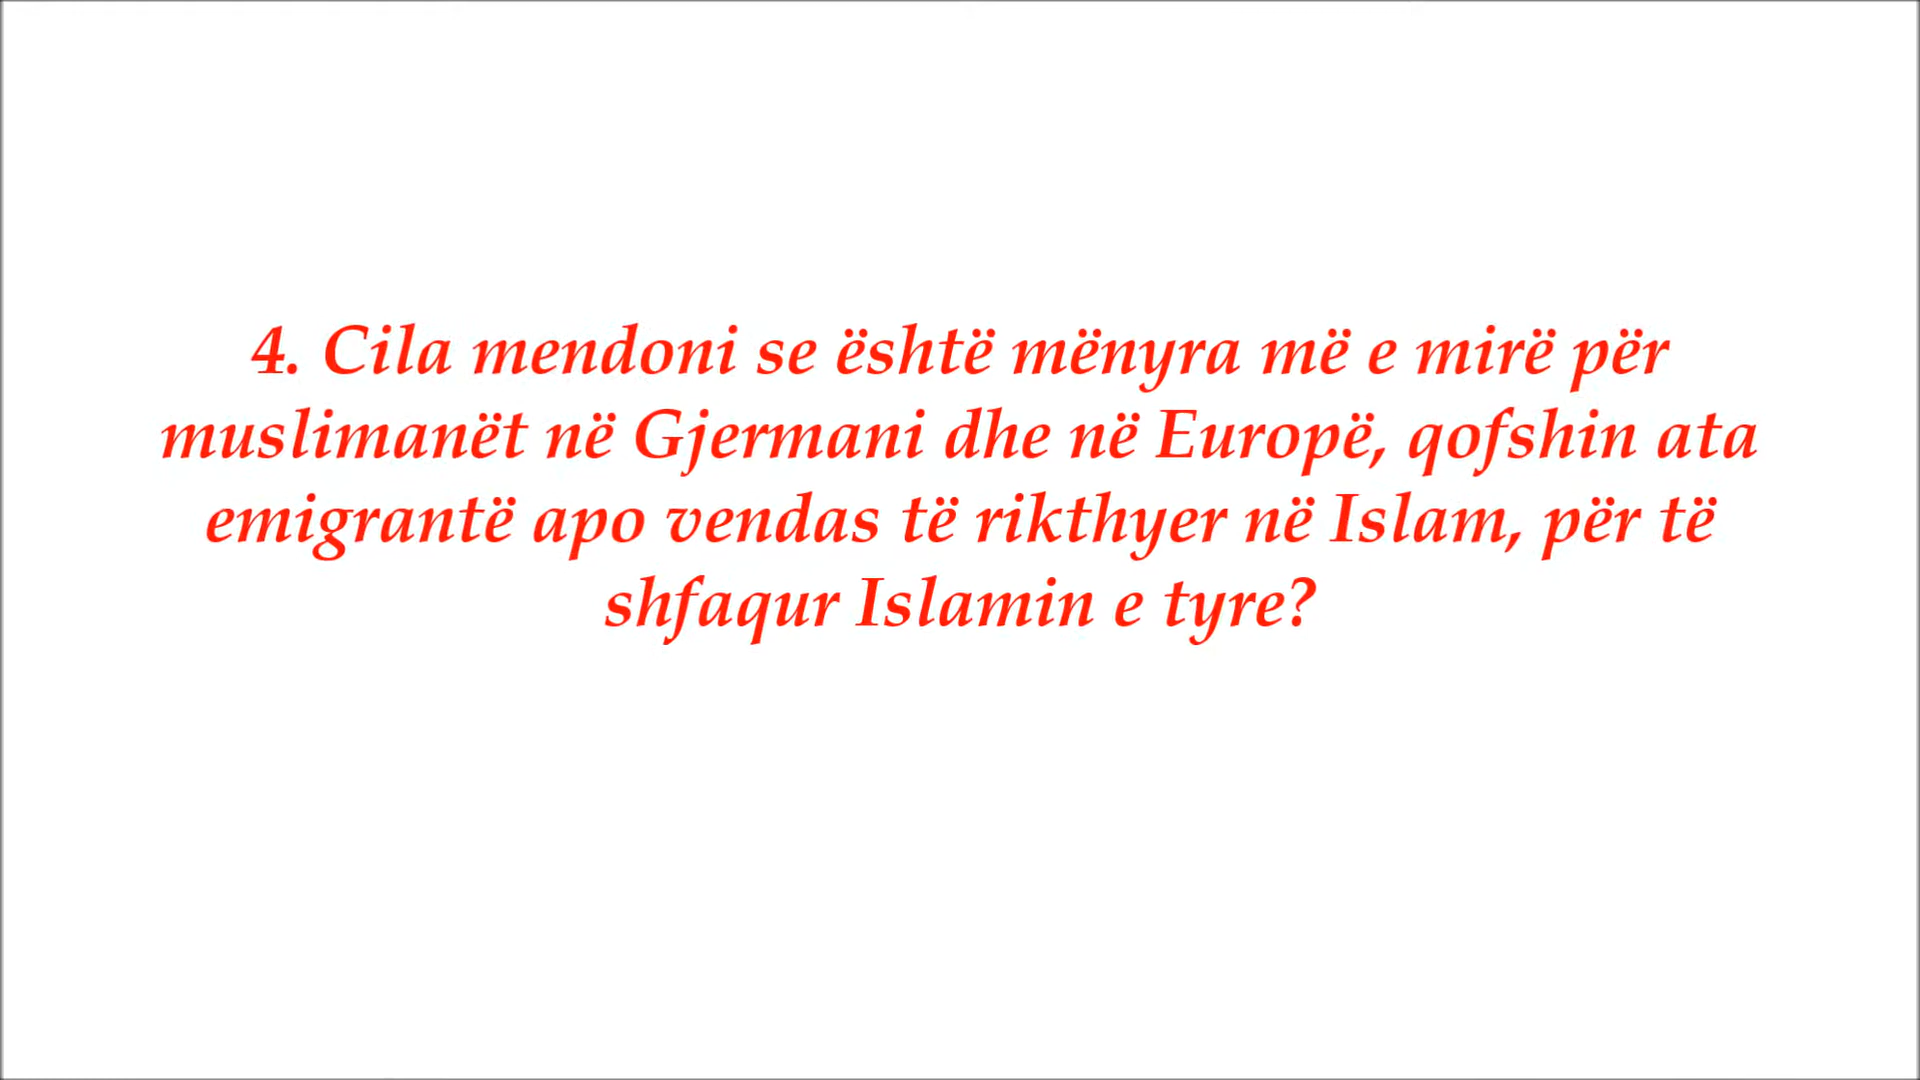 4. Cila mendoni se është mënyra më e mirë për
muslimanët në Gjermani dhe në Europë, qofshin ata
emigrantë apo vendas të rikthyer në Islam, për të
shfaqur Islamin e tyre?